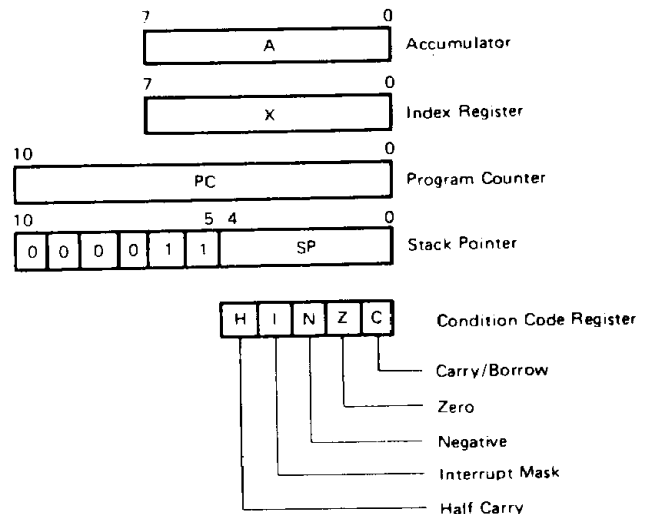 7 0
A Accumulator
7 0
X Index Register
10 0
PC Program Counter
10 5 4 0
0 0 0 0 1 1 SP Stack Pointer
H I N Z C Condition Code Register
Carry/Borrow
Zero
Negative
Interrupt Mask
Half Carry